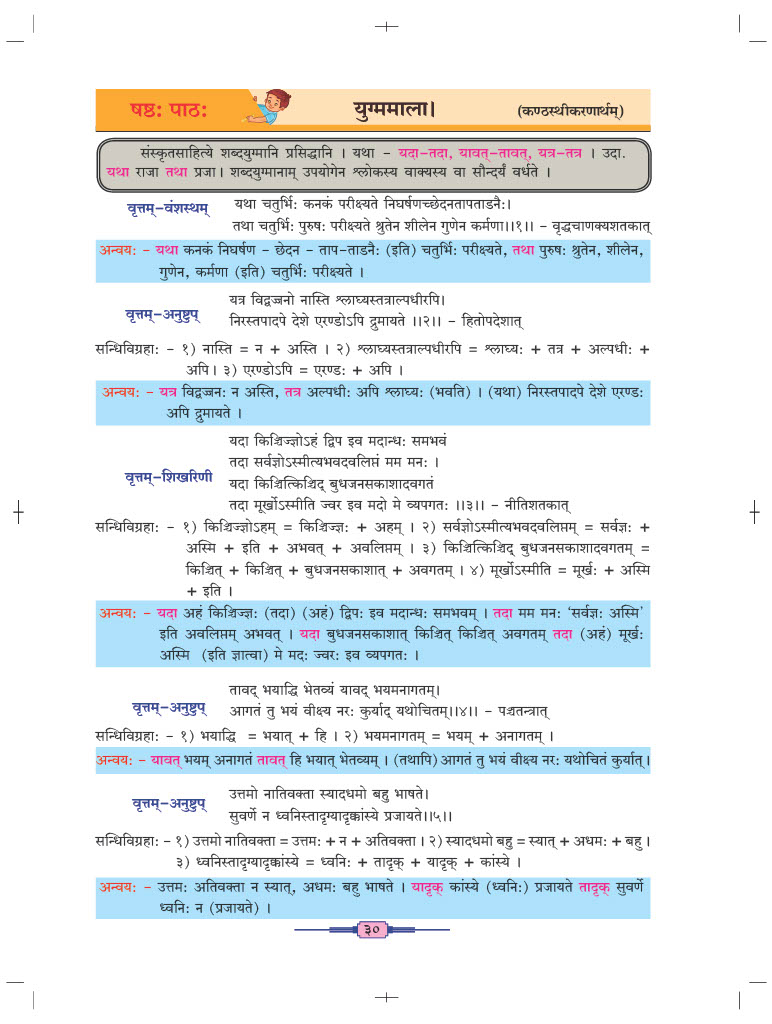 षष्ठः पाठः
युग्ममाला।
(कण्ठस्थीकरणार्थम्)
संस्कृतसाहित्ये शब्दयुग्मानि प्रसिद्धानि । यथा - यदा-तदा, यावत्-तावत्, यत्र-तत्र । उदा.
यथा राजा तथा प्रजा। शब्दयुग्मानाम् उपयोगेन श्लोकस्य वाक्यस्य वा सौन्दर्यं वर्धते ।
वृत्तम्-वंशस्थम्
यथा चतुर्भिः कनकं परीक्ष्यते निघर्षणच्छेदनतापताडनैः।
तथा चतुर्भिः पुरुषः परीक्ष्यते श्रुतेन शीलेन गुणेन कर्मणा।।१।। - वृद्धचाणक्यशतकात्
अन्वयः - यथा कनकं निघर्षण - छेदन - ताप-ताडनैः (इति) चतुर्भिः परीक्ष्यते, तथा पुरुषः श्रुतेन, शीलेन,
गुणेन, कर्मणा (इति) चतुर्भिः परीक्ष्यते ।
वृत्तम्-अनुष्टुप्
यत्र विद्वज्जनो नास्ति श्लाघ्यस्तत्राल्पधीरपि।
निरस्तपादपे देशे एरण्डोऽपि द्रुमायते ।।२।। - हितोपदेशात्
सन्धिविग्रहाः - १) नास्ति = न + अस्ति । २) श्लाघ्यस्तत्राल्पधीरपि = श्लाघ्यः + तत्र + अल्पधीः +
अपि। ३) एरण्डोऽपि = एरण्डः + अपि ।
अन्वयः - यत्र विद्वज्जनः न अस्ति, तत्र अल्पधीः अपि श्लाघ्यः (भवति) । (यथा) निरस्तपादपे देशे एरण्डः
अपि द्रुमायते ।
वृत्तम्-शिखरिणी
यदा किञ्चिज्ज्ञोऽहं द्विप इव मदान्धः समभवं
तदा सर्वज्ञोऽस्मीत्यभवदवलिप्तं मम मनः ।
यदा किञ्चित्किञ्चिद् बुधजनसकाशादवगतं
तदा मूर्खोऽस्मीति ज्वर इव मदो मे व्यपगतः ।।३।। - नीतिशतकात्
सन्धिविग्रहाः - १) किञ्चिज्ज्ञोऽहम् = किञ्चिज्ज्ञः + अहम् । २) सर्वज्ञोऽस्मीत्यभवदवलिप्तम् = सर्वज्ञः +
अस्मि + इति + अभवत् + अवलिप्तम् । ३) किञ्चित्किञ्चिद् बुधजनसकाशादवगतम् =
किञ्चित् + किञ्चित् + बुधजनसकाशात् + अवगतम् । ४) मूर्खोऽस्मीति = मूर्खः + अस्मि
+ इति ।
अन्वयः - यदा अहं किञ्चिज्ज्ञः (तदा) (अहं) द्विपः इव मदान्धः समभवम् । तदा मम मनः ‘सर्वज्ञः अस्मि’
इति अवलिप्तम् अभवत् । यदा बुधजनसकाशात् किञ्चित् किञ्चित् अवगतम् तदा (अहं) मूर्खः
अस्मि (इति ज्ञात्वा) मे मदः ज्वरः इव व्यपगतः ।
वृत्तम्-अनुष्टुप्
तावद् भयाद्धि भेतव्यं यावद् भयमनागतम्।
आगतं तु भयं वीक्ष्य नरः कुर्याद् यथोचितम्।।४।। - पञ्चतन्त्रात्
सन्धिविग्रहाः - १) भयाद्धि = भयात् + हि । २) भयमनागतम् = भयम् + अनागतम् ।
अन्वयः - यावत् भयम् अनागतं तावत् हि भयात् भेतव्यम् । (तथापि) आगतं तु भयं वीक्ष्य नरः यथोचितं कुर्यात्।
वृत्तम्-अनुष्टुप्
उत्तमो नातिवक्ता स्यादधमो बहु भाषते।
सुवर्णे न ध्वनिस्तादृग्यादृक्कांस्ये प्रजायते।।५।।
सन्धिविग्रहाः - १) उत्तमो नातिवक्ता = उत्तमः + न + अतिवक्ता । २) स्यादधमो बहु = स्यात् + अधमः + बहु।
३) ध्वनिस्तादृग्यादृक्कांस्ये = ध्वनिः + तादृक् + यादृक् + कांस्ये ।
अन्वयः - उत्तमः अतिवक्ता न स्यात्, अधमः बहु भाषते । यादृक् कांस्ये (ध्वनिः) प्रजायते तादृक् सुवर्णे
ध्वनिः न (प्रजायते) ।
३०